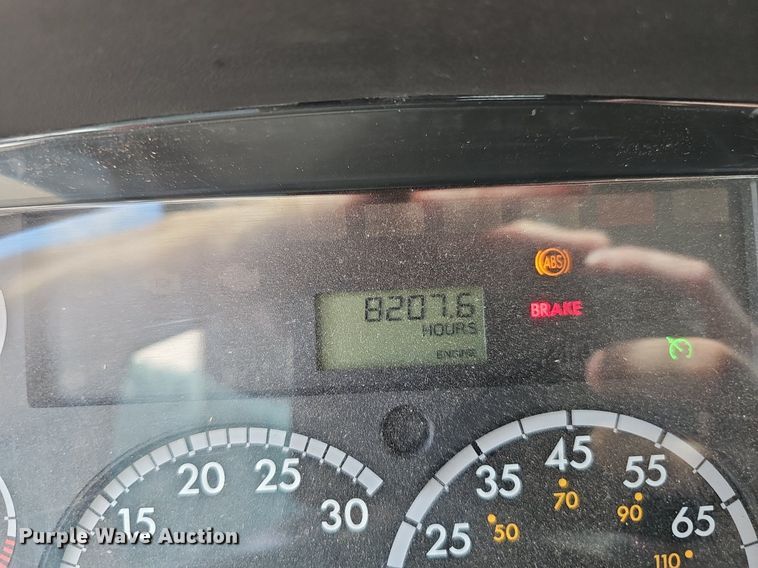 ABS
8207.6
BRAKE
HOURS
ENGINE
15 20 25 30
25 35 45 55 65
50 70 90 110
Purple Wave Auction